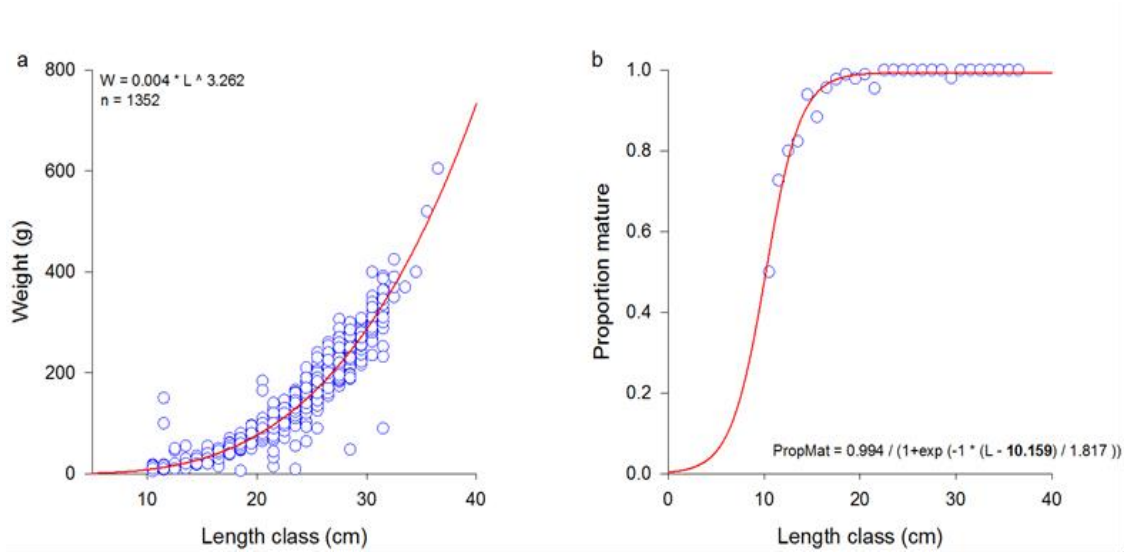 a
W = 0.004 * L ^ 3.262
n = 1352
800
600
400
200
0
10
20
30
40
Weight (g)
Length class (cm)
b
1.0
0.8
0.6
0.4
0.2
0.0
0
10
20
30
40
Proportion mature
PropMat = 0.994 / (1+exp (-1 * (L - 10.159) / 1.817 ))
Length class (cm)